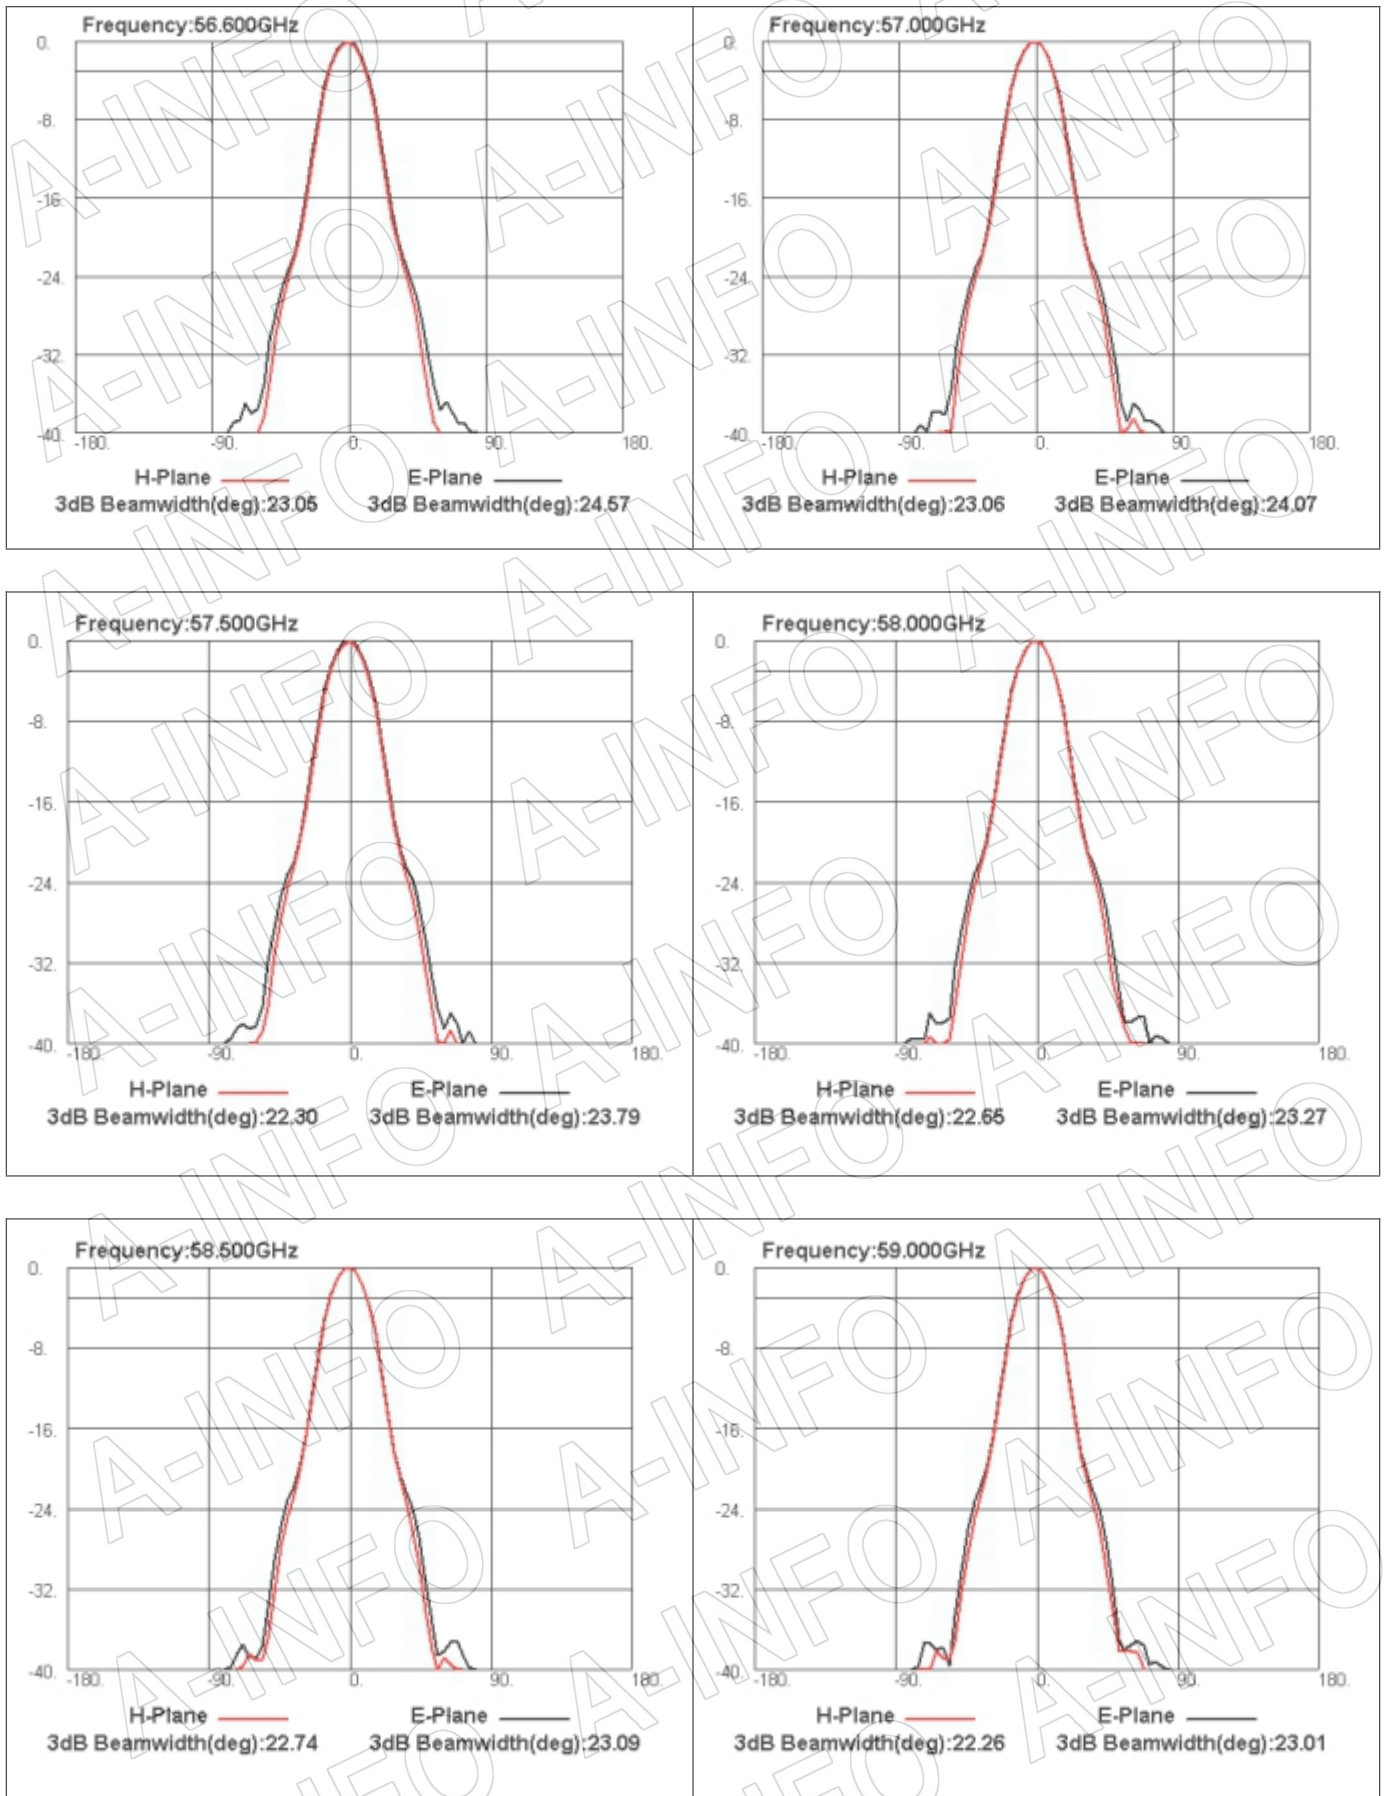 Frequency:56.600GHz
0.
-8.
-16.
-24
-32.
-40
-180. -90. 0. 90. 180.
H-Plane E-Plane
3dB Beamwidth(deg):23.05 3dB Beamwidth(deg):24.57
Frequency:57.000GHz
0.
-8.
-16.
-24
-32.
-40
-180. -90. 0. 90. 180.
H-Plane E-Plane
3dB Beamwidth(deg):23.06 3dB Beamwidth(deg):24.07
Frequency:57.500GHz
0.
-8.
-16.
-24.
-32.
-40.
-180. -90. 0. 90. 180.
H-Plane E-Plane
3dB Beamwidth(deg):22.30 3dB Beamwidth(deg):23.79
Frequency:58.000GHz
0.
-8.
-16.
-24.
-32.
-40.
-180. -90. 0. 90. 180.
H-Plane E-Plane
3dB Beamwidth(deg):22.65 3dB Beamwidth(deg):23.27
Frequency:58.500GHz
0.
-8.
-16.
-24.
-32.
-40.
-180. -90. 0. 90. 180.
H-Plane E-Plane
3dB Beamwidth(deg):22.74 3dB Beamwidth(deg):23.09
Frequency:59.000GHz
0.
-8.
-16.
-24.
-32.
-40.
-180. -90. 0. 90. 180.
H-Plane E-Plane
3dB Beamwidth(deg):22.26 3dB Beamwidth(deg):23.01
A-INFO